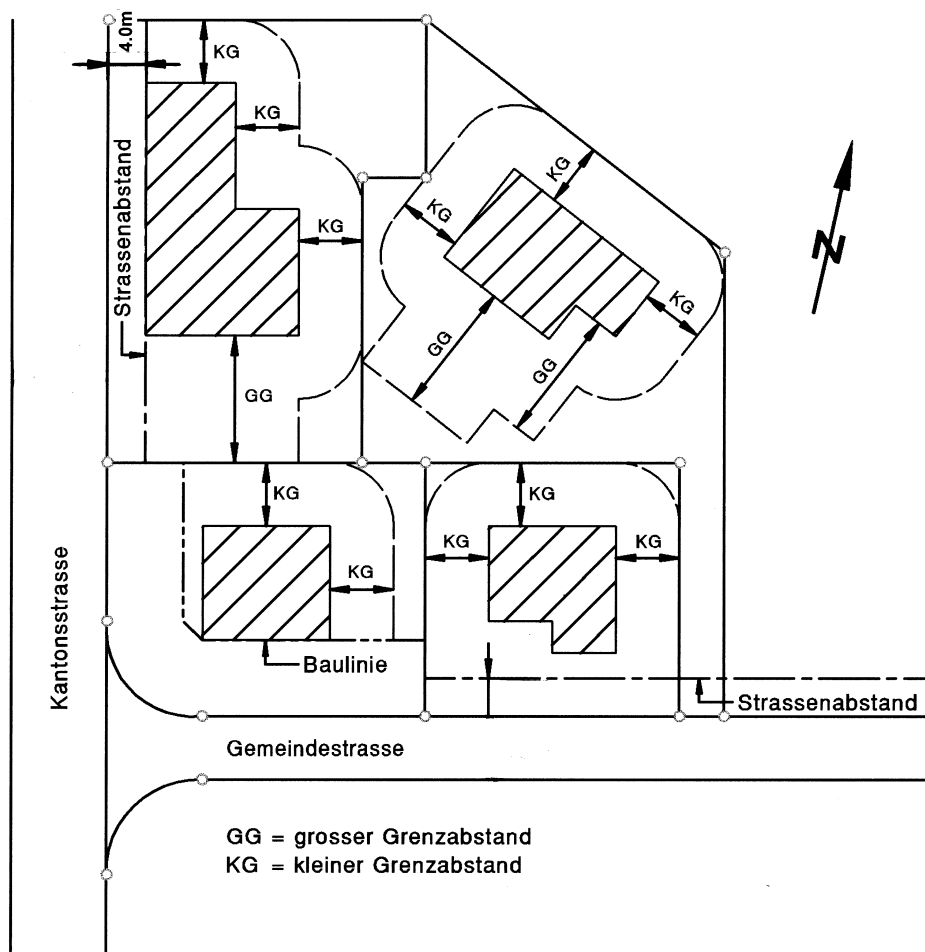 4.0m
KG
KG
KG
KG
KG
KG
Strassenabstand
N
KG
GG
GG
GG
KG
KG
KG
KG
KG
Kantonsstrasse
Baulinie
Strassenabstand
Gemeindestrasse
GG = grosser Grenzabstand
KG = kleiner Grenzabstand